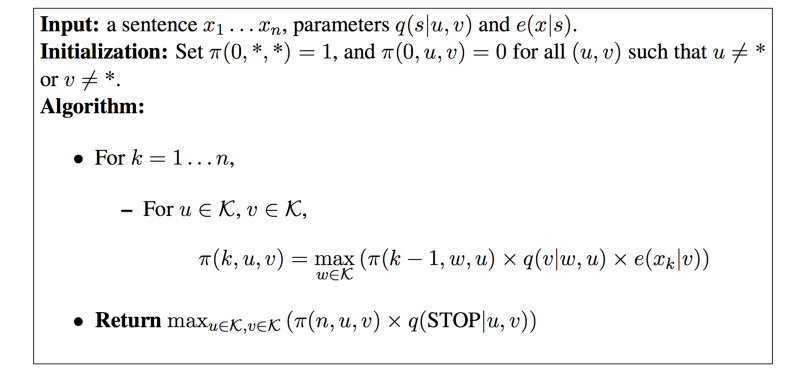 Input: a sentence x₁ . . . xₙ, parameters q(s|u, v) and e(x|s).
Initialization: Set π(0, *, *) = 1, and π(0, u, v) = 0 for all (u, v) such that u ≠ *
or v ≠ *.
Algorithm:
• For k = 1 . . . n,
– For u ∈ 𝒦, v ∈ 𝒦,
π(k, u, v) = max_{w∈𝒦} (π(k − 1, w, u) × q(v|w, u) × e(x_k|v))
• Return max_{u∈𝒦,v∈𝒦} (π(n, u, v) × q(STOP|u, v))